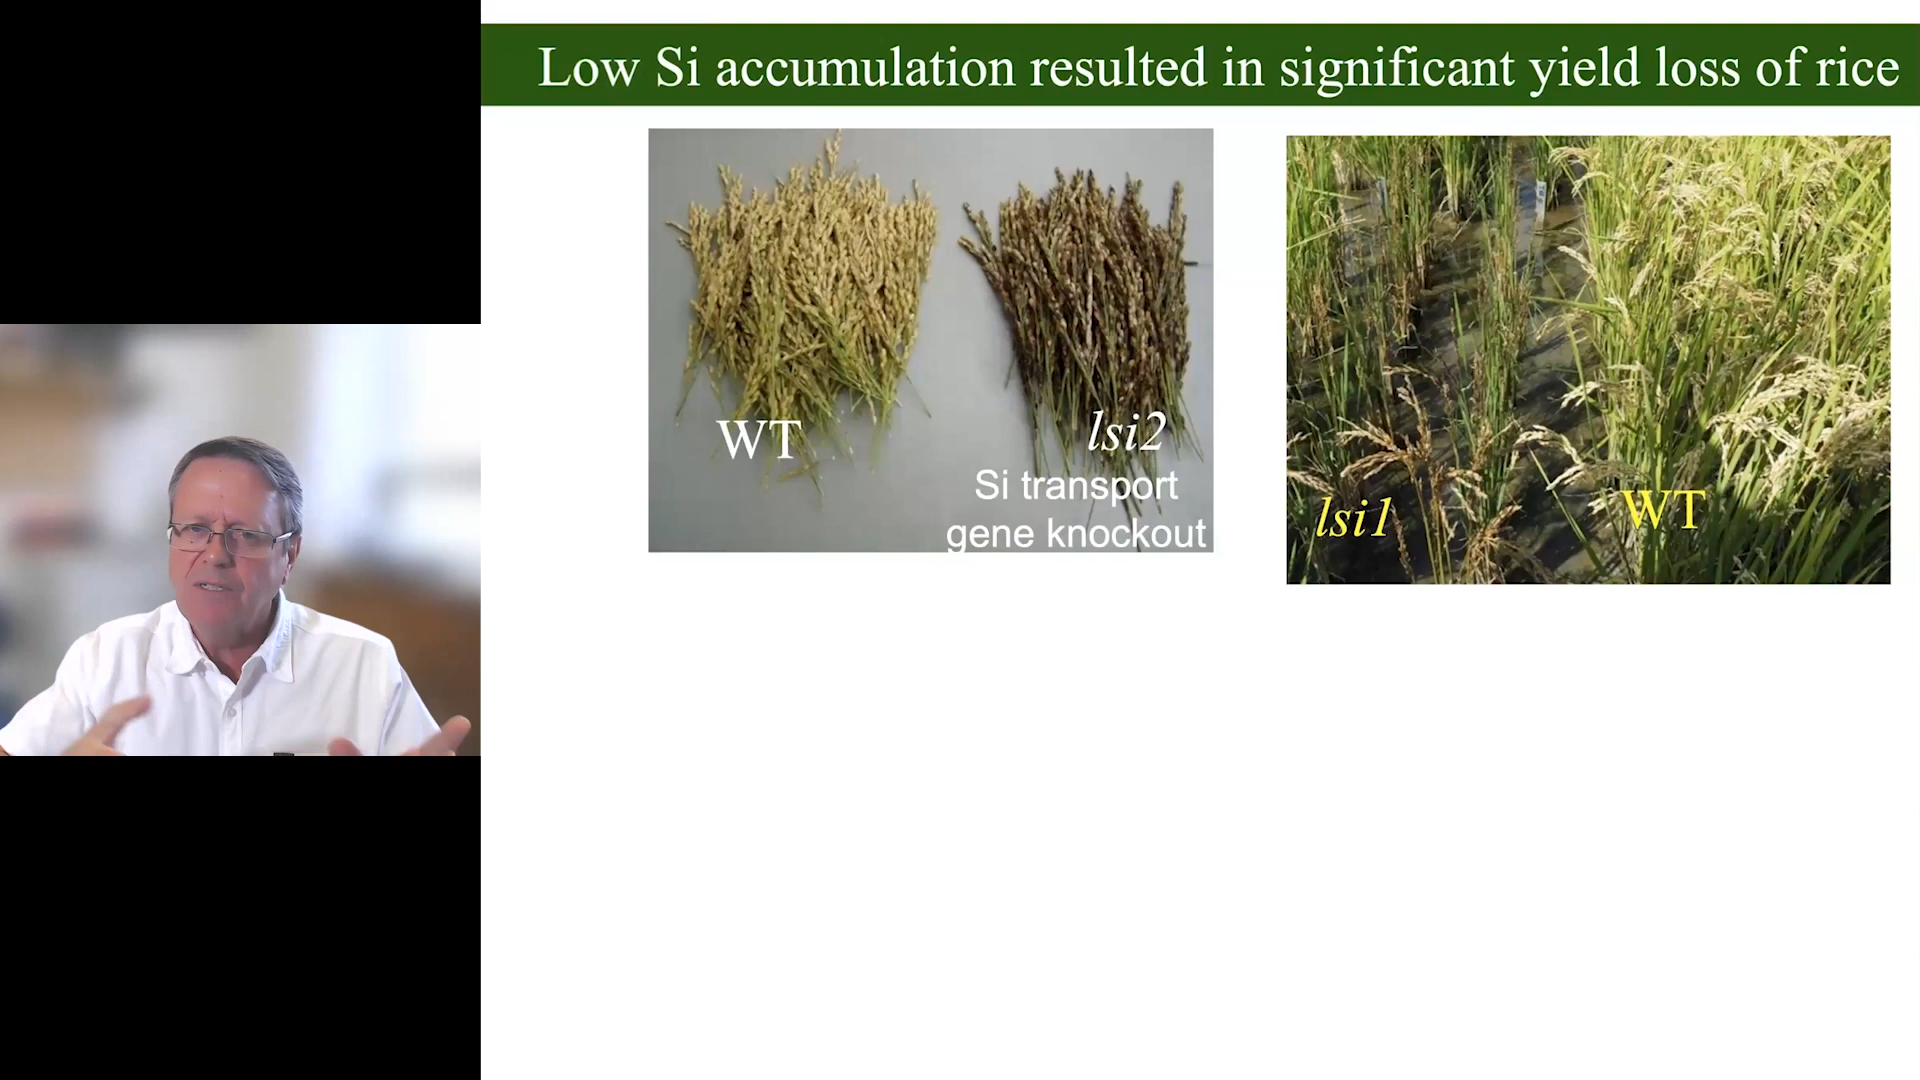 Low Si accumulation resulted in significant yield loss of rice
WT
lsi2
Si transport
gene knockout
lsi1
WT